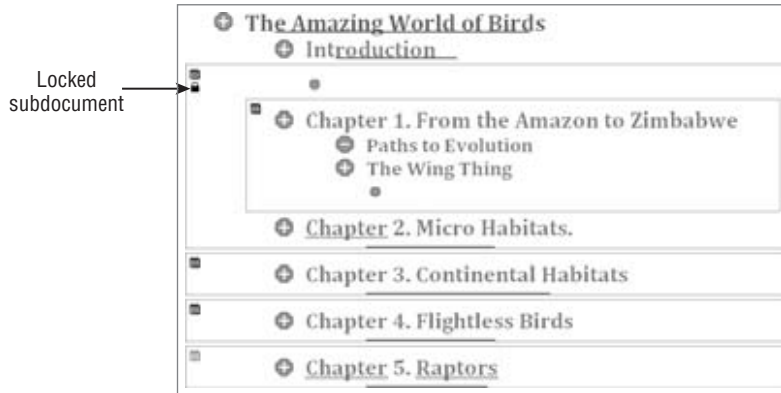 The Amazing World of Birds
Introduction
Locked
subdocument
Chapter 1. From the Amazon to Zimbabwe
Paths to Evolution
The Wing Thing
Chapter 2. Micro Habitats.
Chapter 3. Continental Habitats
Chapter 4. Flightless Birds
Chapter 5. Raptors